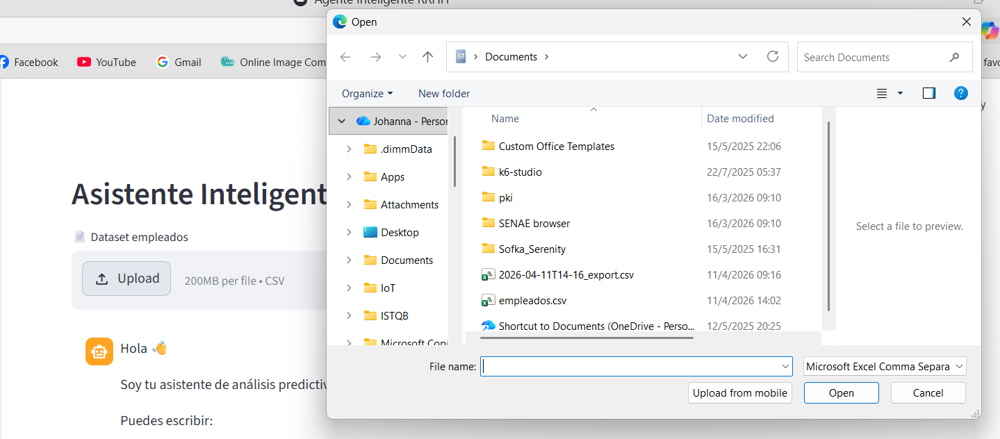 Agente Inteligente RRHH
Open
Facebook
YouTube
Gmail
Online Image Com
favo
Documents
Search Documents
Organize
New folder
Johanna - Person
.dimmData
Apps
Attachments
Desktop
Documents
IoT
ISTQB
Microsoft Copi
Name
Date modified
Custom Office Templates 15/5/2025 22:06
k6-studio 22/7/2025 05:37
pki 16/3/2026 09:10
SENAE browser 16/3/2026 09:10
Sofka_Serenity 15/5/2025 16:31
2026-04-11T14-16_export.csv 11/4/2026 09:16
empleados.csv 11/4/2026 14:02
Shortcut to Documents (OneDrive - Perso... 12/5/2025 20:25
Select a file to preview.
File name:
Microsoft Excel Comma Separa
Upload from mobile
Open
Cancel
Asistente Inteligent
Dataset empleados
Upload
200MB per file • CSV
Hola 👋
Soy tu asistente de análisis predictiv
Puedes escribir: